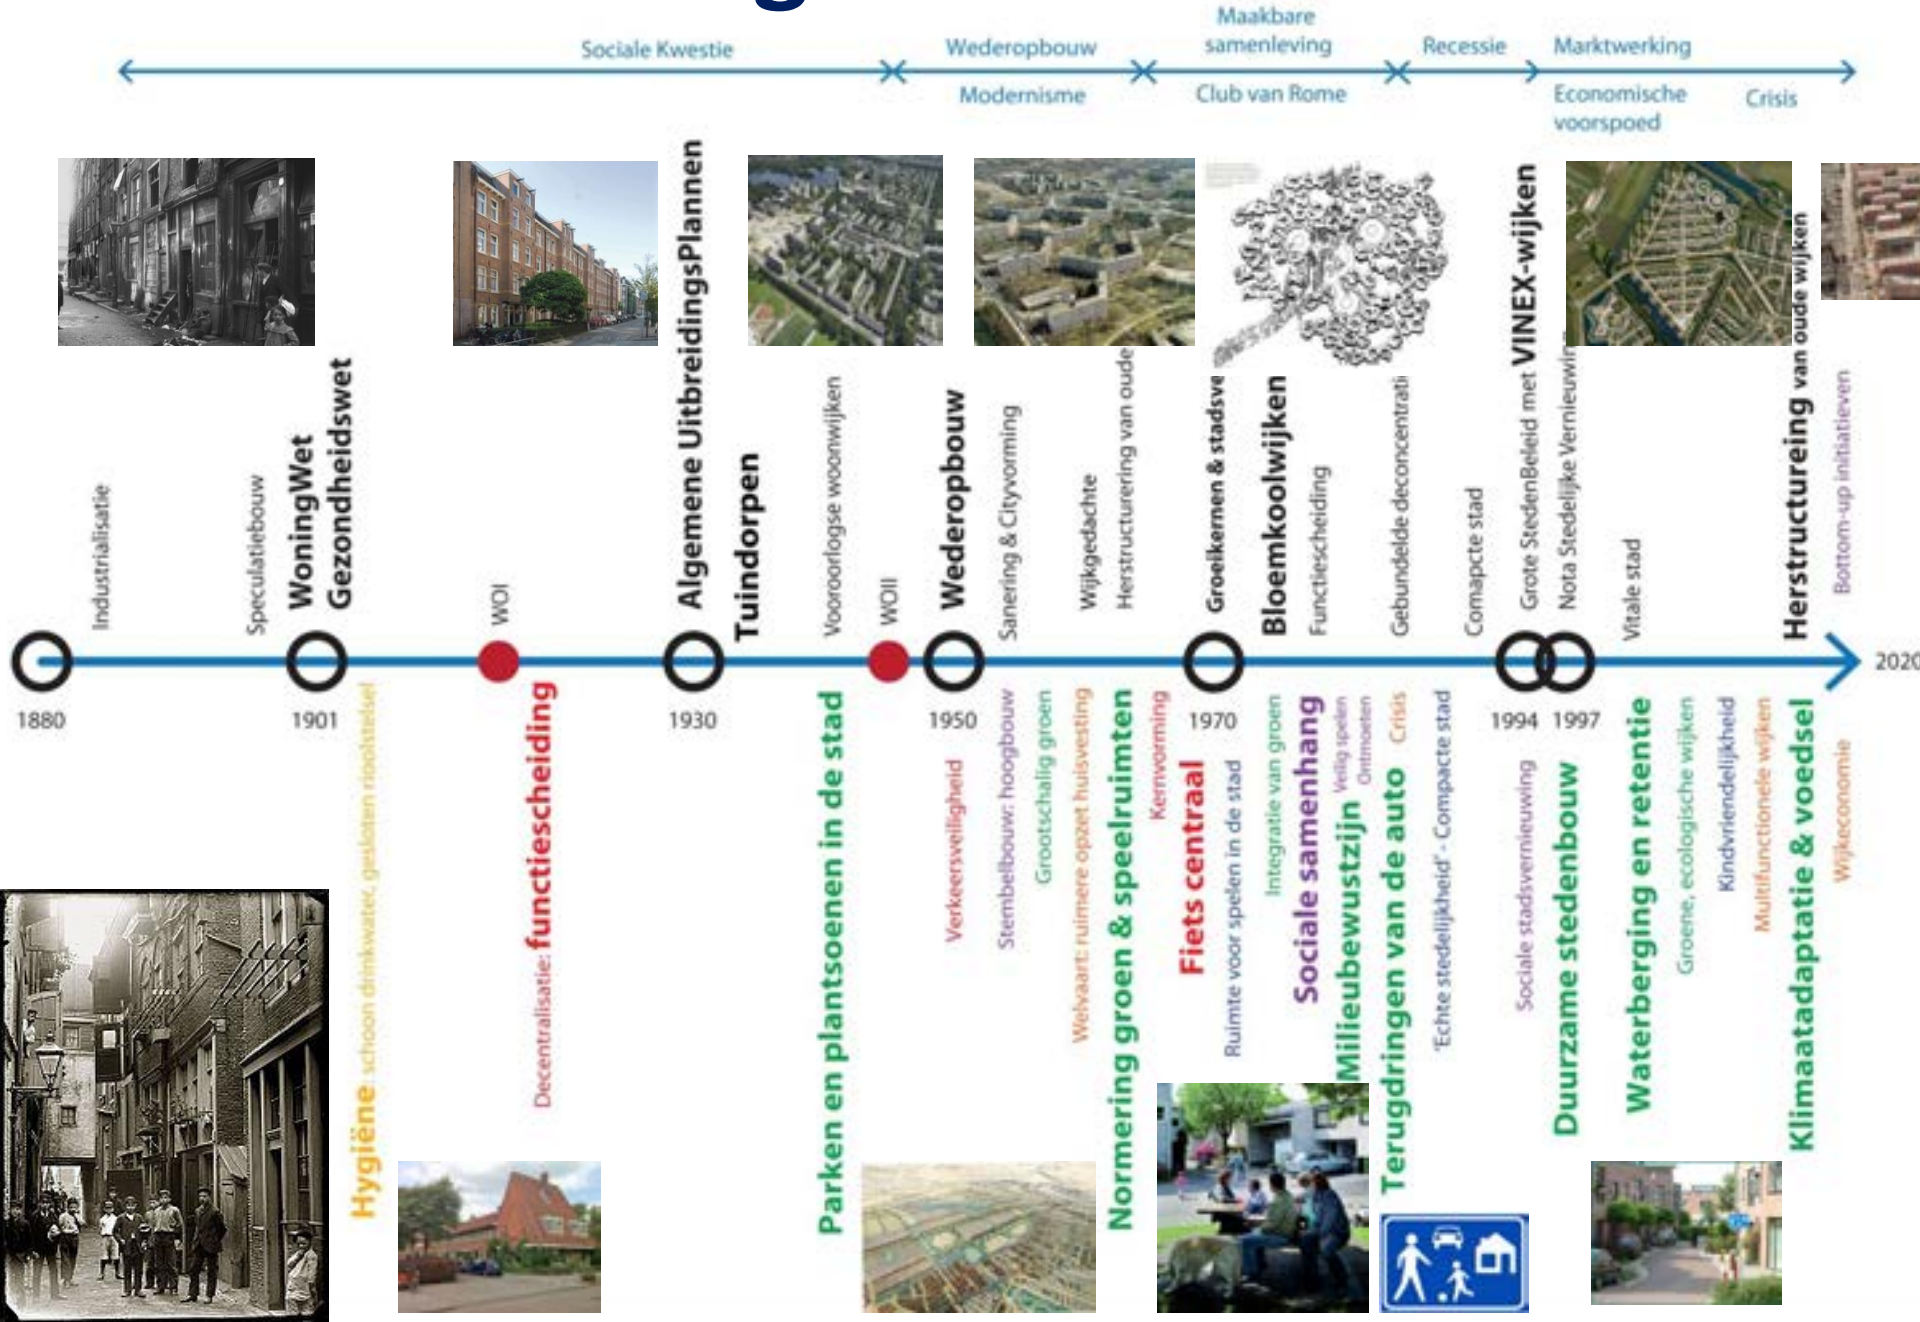 Sociale Kwestie
Wederopbouw
Modernisme
Maakbare
samenleving
Club van Rome
Recessie
Marktwerking
Economische
voorspoed
Crisis
Industrialisatie
Speculatiebouw
WoningWet
Gezondheidswet
WOI
Algemene UitbreidingsPlannen
Tuindorpen
Vooroorlogse woonwijken
WOII
Wederopbouw
Sanering & Cityvorming
Wijkgedachte
Herstructurering van oude
Groeikernen & stadsve
Bloemkoolwijken
Functiescheiding
Gebundelde deconcentrati
Comapcte stad
Grote StedenBeleid met VINEX-wijken
Nota Stedelijke Vernieuwin
Vitale stad
Herstructurering van oude wijken
Bottom-up initiatieven
1880
1901
1930
1950
1970
1994
1997
2020
Hygiëne: schoon drinkwater, gesloten rioolstelsel
Decentralisatie: functiescheiding
Parken en plantsoenen in de stad
Verkeersveiligheid
Stembelbouw: hoogbouw
Grootschalig groen
Welvaart: ruimere opzet huisvesting
Normering groen & speelruimten
Kernvorming
Fiets centraal
Ruimte voor spelen in de stad
Integratie van groen
Sociale samenhang
Veilig spelen
Ontmoeten
Milieubewustzijn
Terugdringen van de auto
Crisis
'Echte stedelijkheid' - Compacte stad
Sociale stadsvernieuwing
Duurzame stedenbouw
Waterberging en retentie
Groene, ecologische wijken
Kindvriendelijkheid
Multifunctionele wijken
Klimaatadaptatie & voedsel
Wijkeconomie